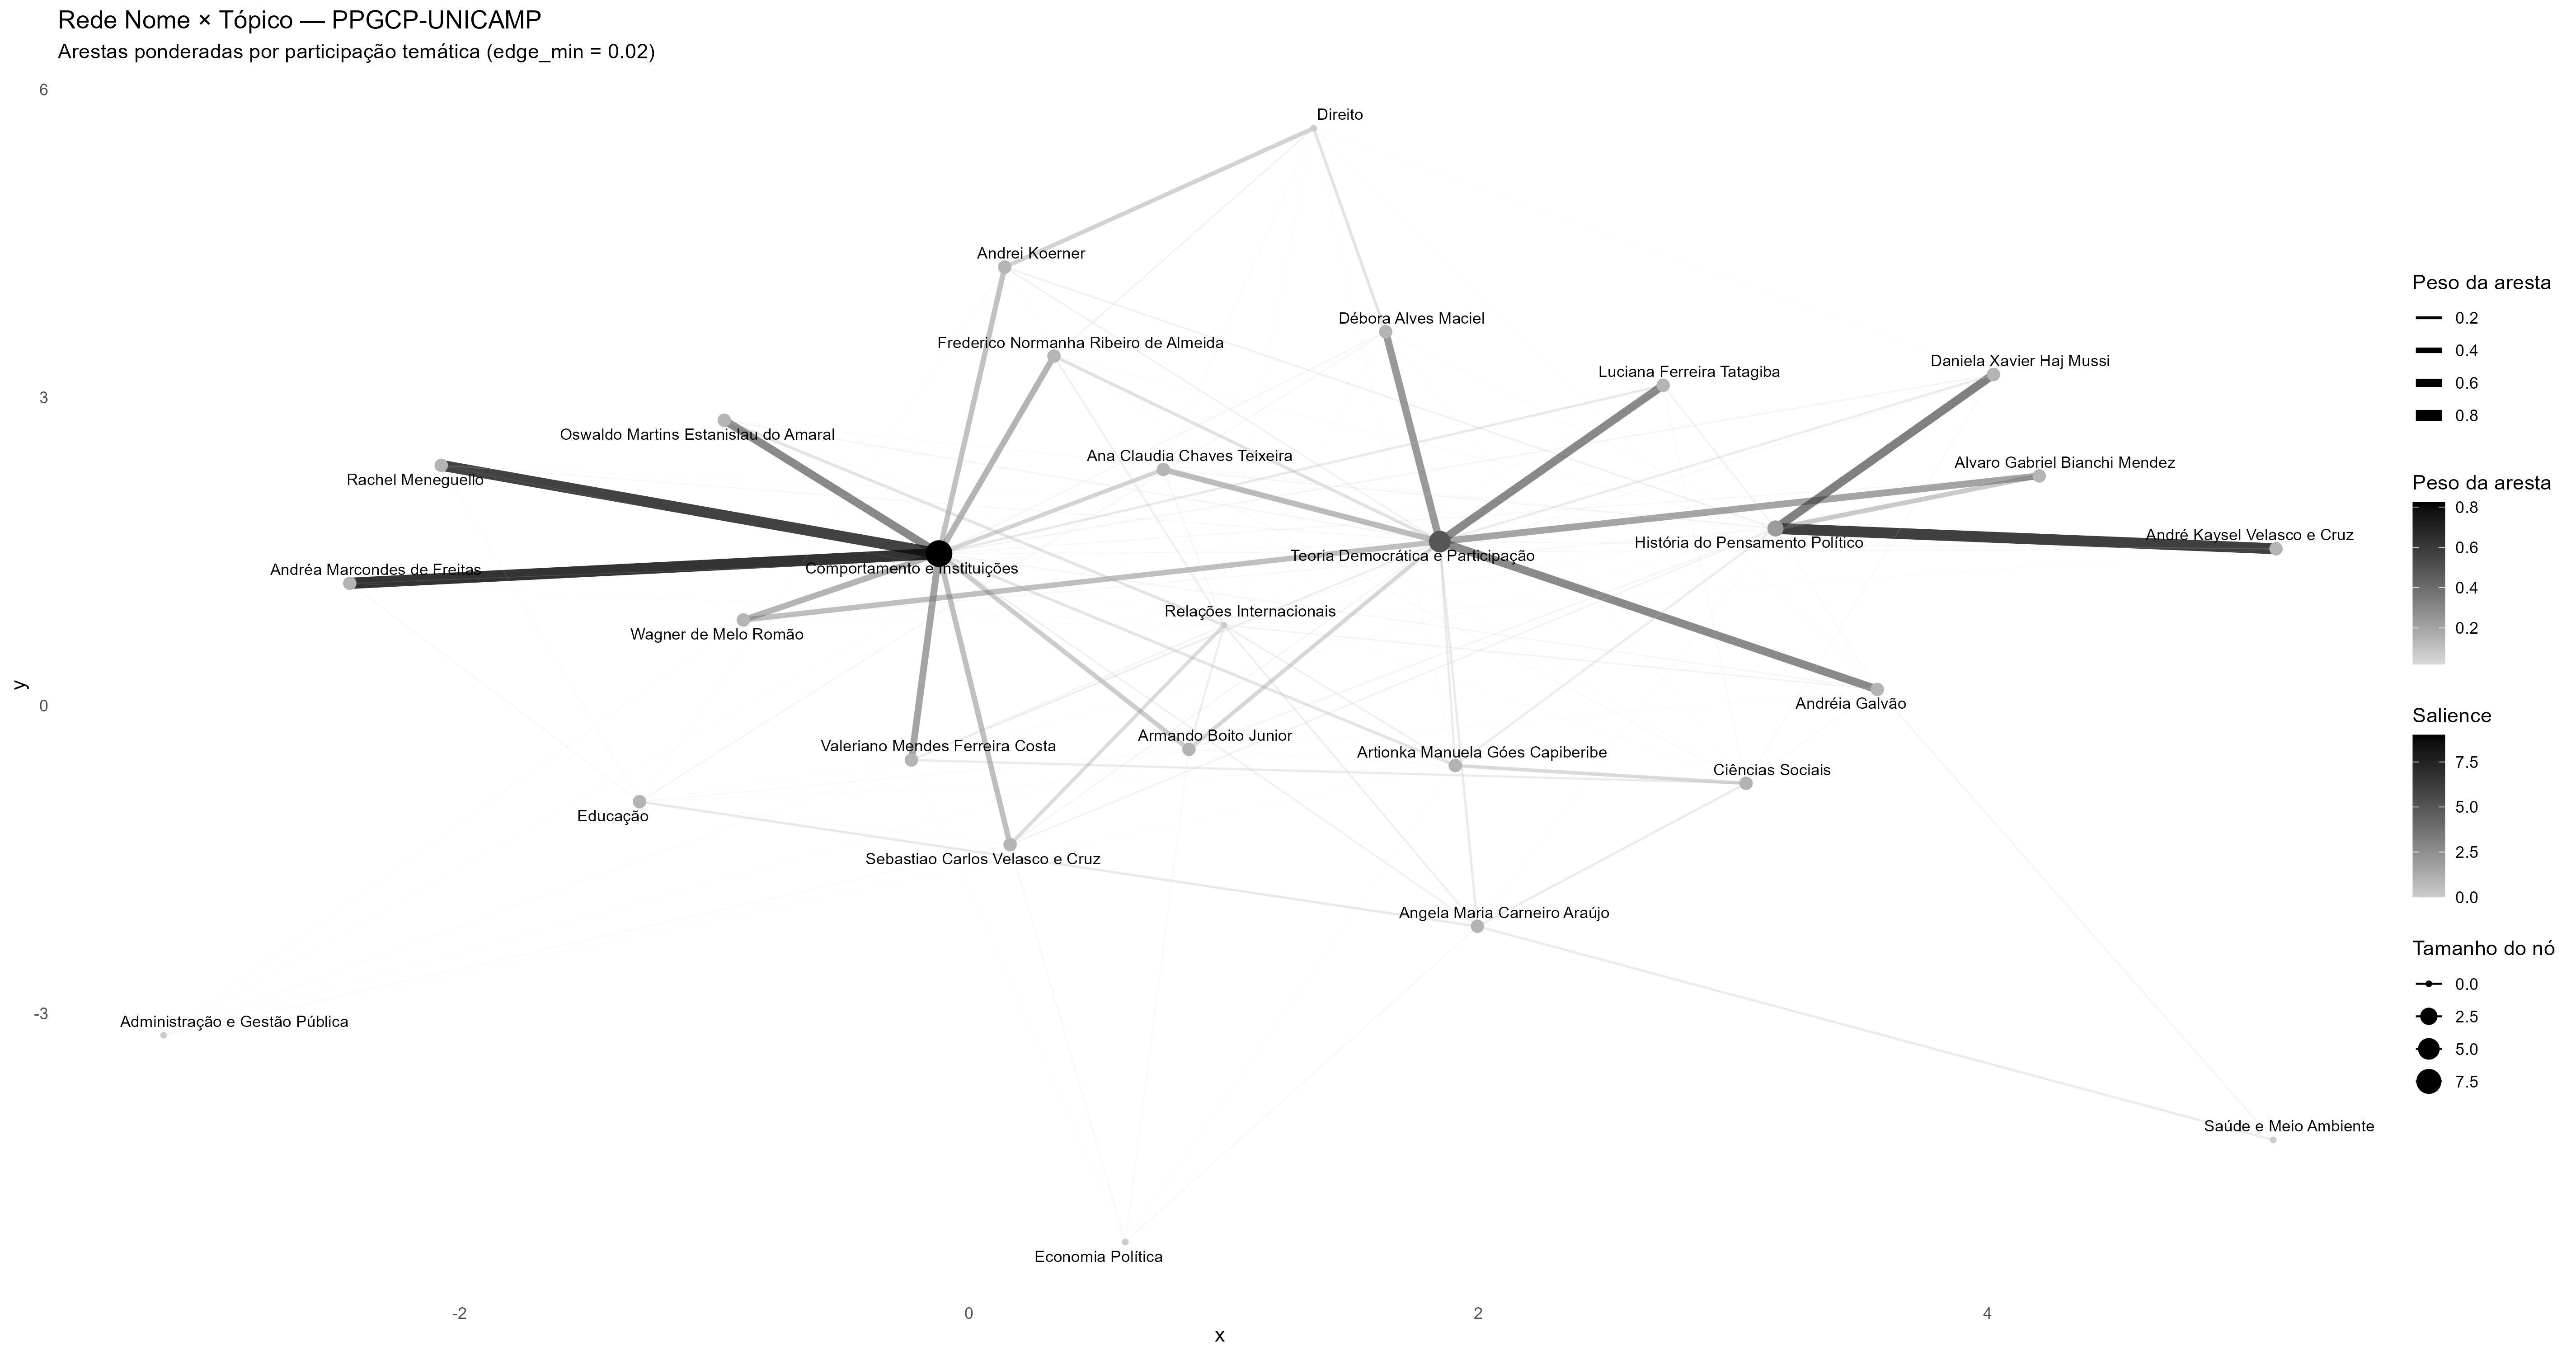 Rede Nome × Tópico — PPGCP-UNICAMP
Arestas ponderadas por participação temática (edge_min = 0.02)
6
3
0
-3
y
-2
0
2
4
x
Direito
Andrei Koerner
Débora Alves Maciel
Frederico Normanha Ribeiro de Almeida
Daniela Xavier Haj Mussi
Luciana Ferreira Tatagiba
Oswaldo Martins Estanislau do Amaral
Ana Claudia Chaves Teixeira
Alvaro Gabriel Bianchi Mendez
Rachel Meneguello
André Kaysel Velasco e Cruz
História do Pensamento Político
Teoria Democrática e Participação
Andréa Marcondes de Freitas
Comportamento e Instituições
Relações Internacionais
Wagner de Melo Romão
Andréia Galvão
Armando Boito Junior
Valeriano Mendes Ferreira Costa
Artionka Manuela Góes Capiberibe
Ciências Sociais
Educação
Sebastiao Carlos Velasco e Cruz
Angela Maria Carneiro Araújo
Administração e Gestão Pública
Saúde e Meio Ambiente
Economia Política
Peso da aresta
0.2
0.4
0.6
0.8
Peso da aresta
0.8
0.6
0.4
0.2
Salience
7.5
5.0
2.5
0.0
Tamanho do nó
0.0
2.5
5.0
7.5